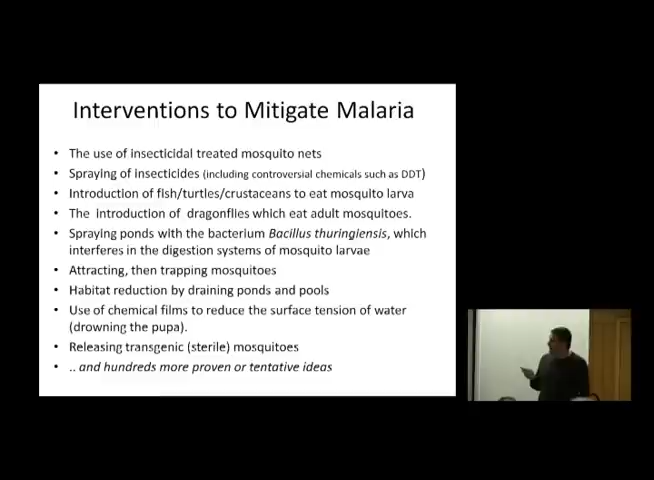 Interventions to Mitigate Malaria
• The use of insecticidal treated mosquito nets
• Spraying of insecticides (including controversial chemicals such as DDT)
• Introduction of fish/turtles/crustaceans to eat mosquito larva
• The introduction of dragonflies which eat adult mosquitoes.
• Spraying ponds with the bacterium Bacillus thuringiensis, which
interferes in the digestion systems of mosquito larvae
• Attracting, then trapping mosquitoes
• Habitat reduction by draining ponds and pools
• Use of chemical films to reduce the surface tension of water
(drowning the pupa).
• Releasing transgenic (sterile) mosquitoes
• .. and hundreds more proven or tentative ideas